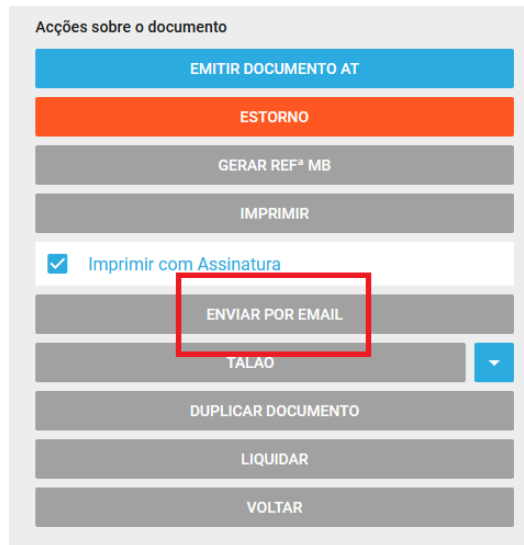 Acções sobre o documento
EMITIR DOCUMENTO AT
ESTORNO
GERAR REFª MB
IMPRIMIR
Imprimir com Assinatura
ENVIAR POR EMAIL
TALAO
DUPLICAR DOCUMENTO
LIQUIDAR
VOLTAR